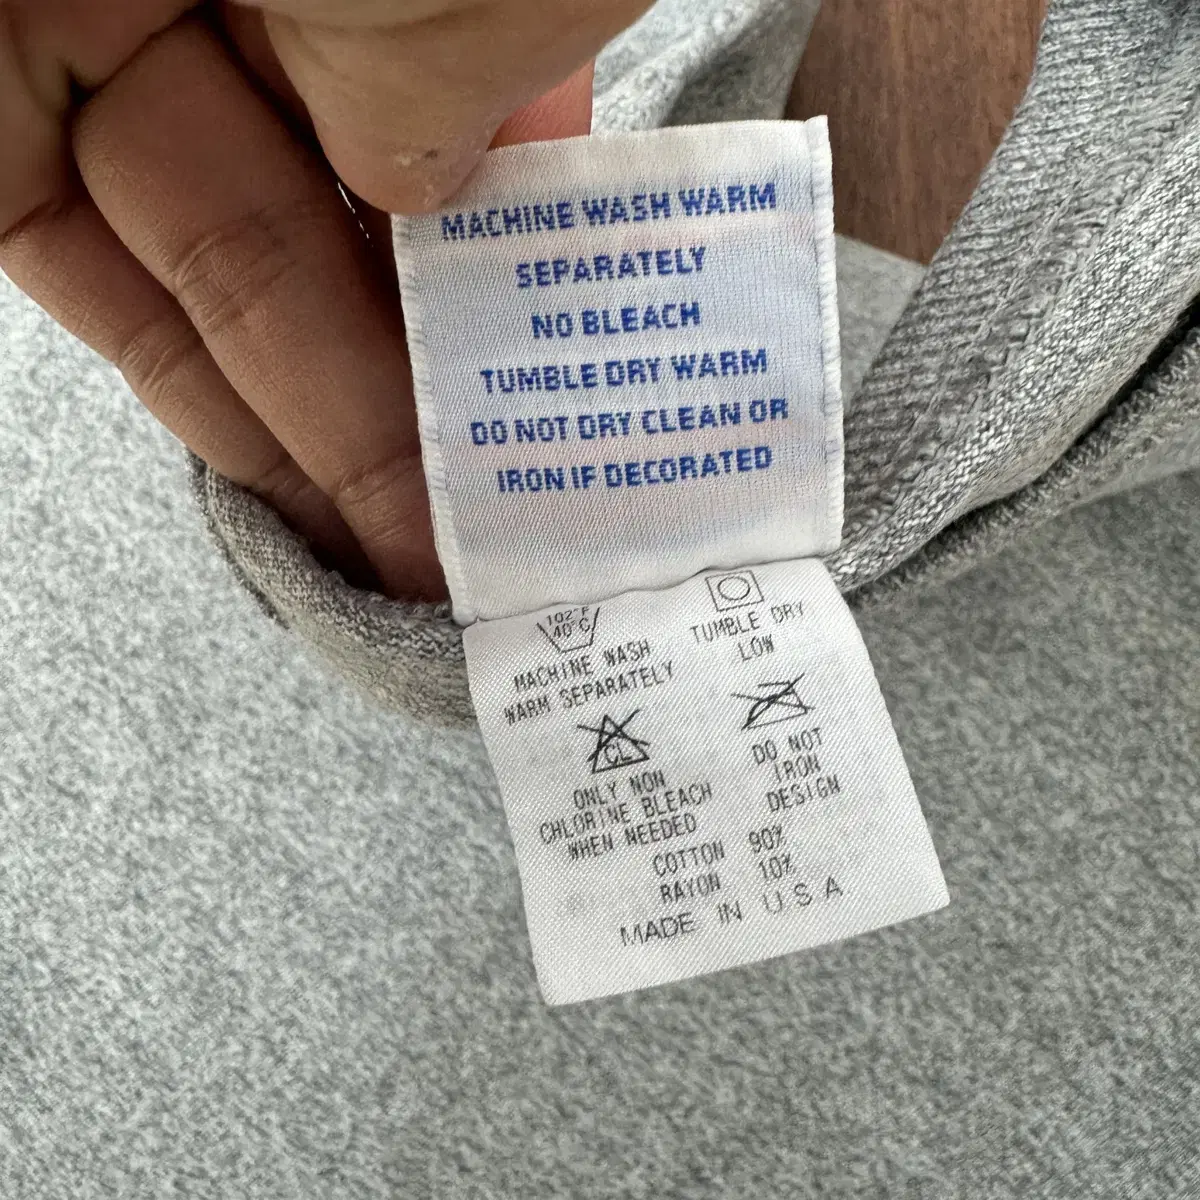 MACHINE WASH WARM
SEPARATELY
NO BLEACH
TUMBLE DRY WARM
DO NOT DRY CLEAN OR
IRON IF DECORATED
102°F
40°C
MACHINE WASH
WARM SEPARATELY
TUMBLE DRY
LOW
CL
ONLY NON
CHLORINE BLEACH
WHEN NEEDED
DO NOT
IRON
DESIGN
COTTON 90%
RAYON 10%
MADE IN U S A